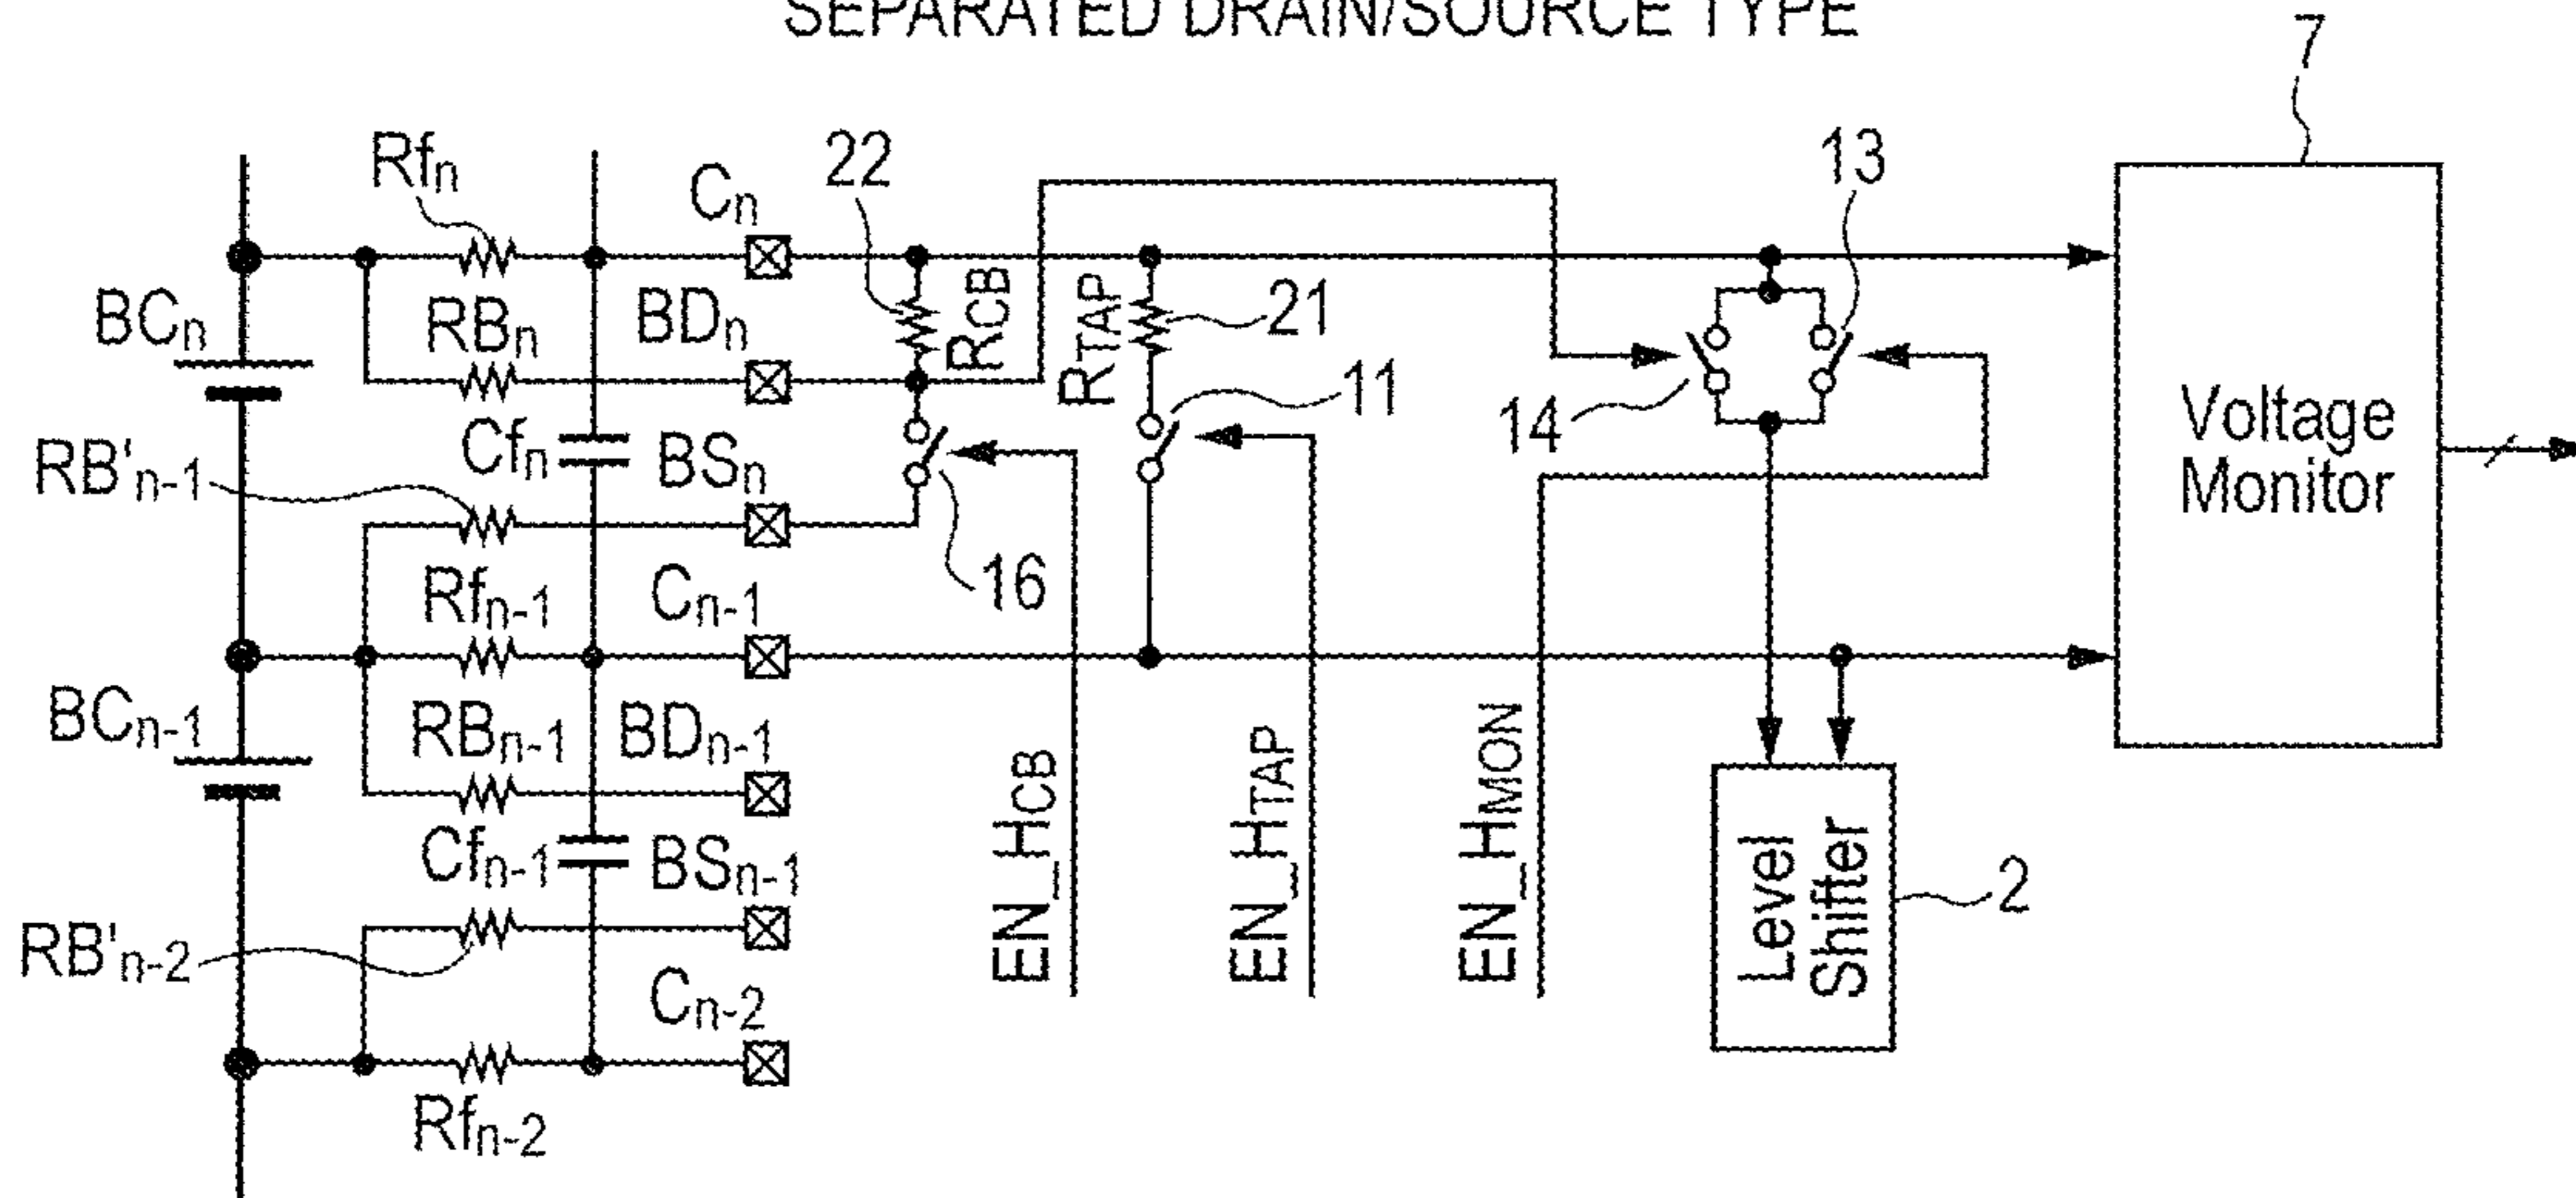 SEPARATED DRAIN/SOURCE TYPE
7
Rfn
Cn
22
13
BCn
RBn
BDn
RCB
RTAP
21
11
14
Voltage
Monitor
RB'n-1
Cfn
BSn
16
Rfn-1
Cn-1
BCn-1
RBn-1
BDn-1
EN_HCB
EN_HTAP
EN_HMON
Level
Shifter
2
Cfn-1
BSn-1
RB'n-2
Cn-2
Rfn-2